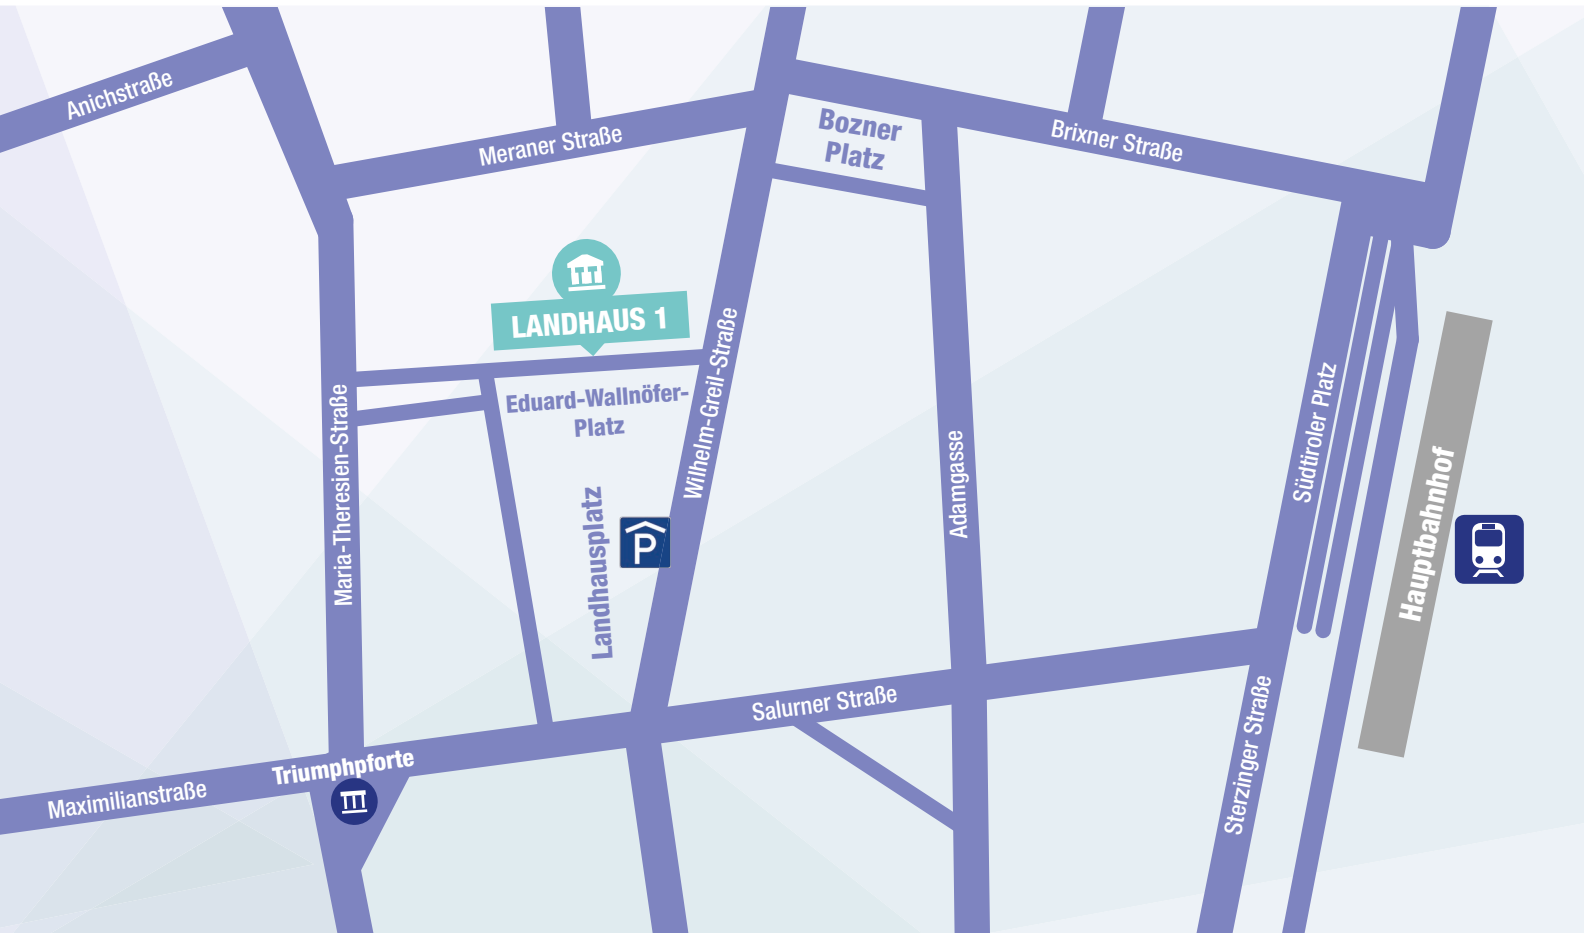 Anichstraße
Meraner Straße
Bozner
Platz
Brixner Straße
LANDHAUS 1
Eduard-Wallnöfer-
Platz
Wilhelm-Greil-Straße
Maria-Theresien-Straße
Landhausplatz
P
Adamgasse
Südtiroler Platz
Hauptbahnhof
Salurner Straße
Sterzinger Straße
Triumphpforte
Maximilianstraße